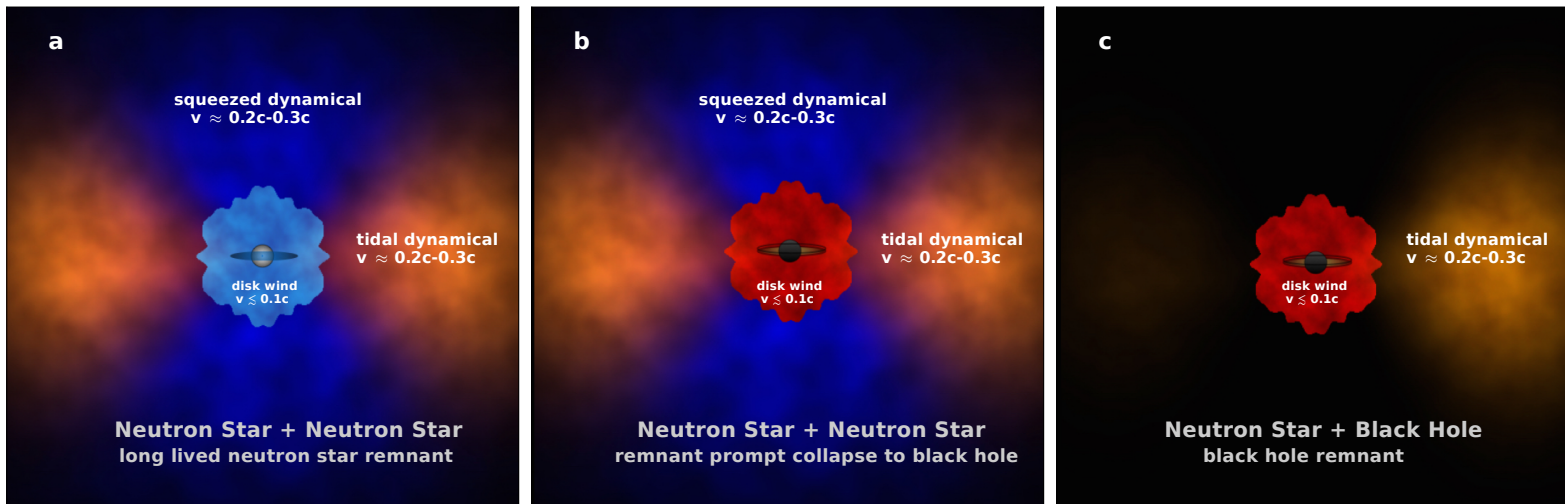 a
squeezed dynamical
v ≈ 0.2c-0.3c
tidal dynamical
v ≈ 0.2c-0.3c
disk wind
v ≲ 0.1c
Neutron Star + Neutron Star
long lived neutron star remnant
b
squeezed dynamical
v ≈ 0.2c-0.3c
tidal dynamical
v ≈ 0.2c-0.3c
disk wind
v ≲ 0.1c
Neutron Star + Neutron Star
remnant prompt collapse to black hole
c
tidal dynamical
v ≈ 0.2c-0.3c
disk wind
v ≲ 0.1c
Neutron Star + Black Hole
black hole remnant